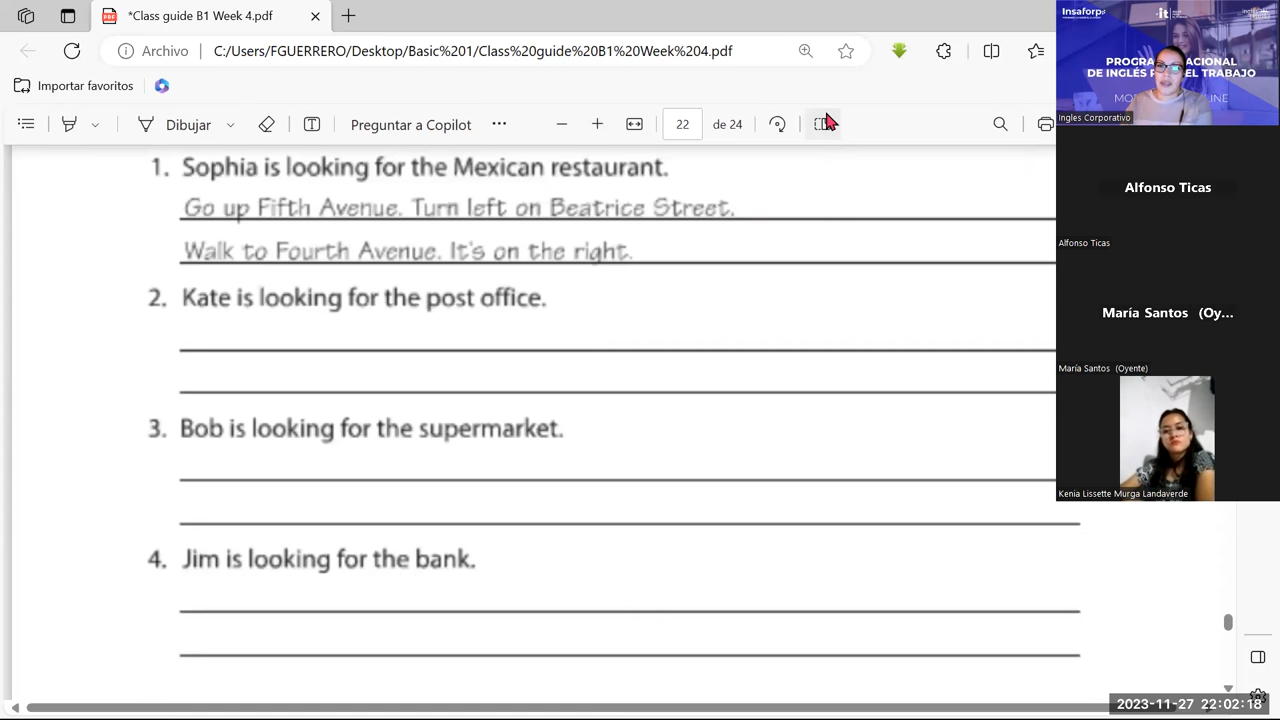 *Class guide B1 Week 4.pdf
Archivo
C:/Users/FGUERRERO/Desktop/Basic%201/Class%20guide%20B1%20Week%204.pdf
Importar favoritos
Dibujar
Preguntar a Copilot
22
de 24
1. Sophia is looking for the Mexican restaurant.
Go up Fifth Avenue. Turn left on Beatrice Street.
Walk to Fourth Avenue. It's on the right.
2. Kate is looking for the post office.
3. Bob is looking for the supermarket.
4. Jim is looking for the bank.
Insaforp
it
DE INGLÉS
EL TRABAJO
Ingles Corporativo
Alfonso Ticas
Alfonso Ticas
María Santos (Oy...
María Santos (Oyente)
Kenia Lissette Murga Landaverde
2023-11-27 22:02:18